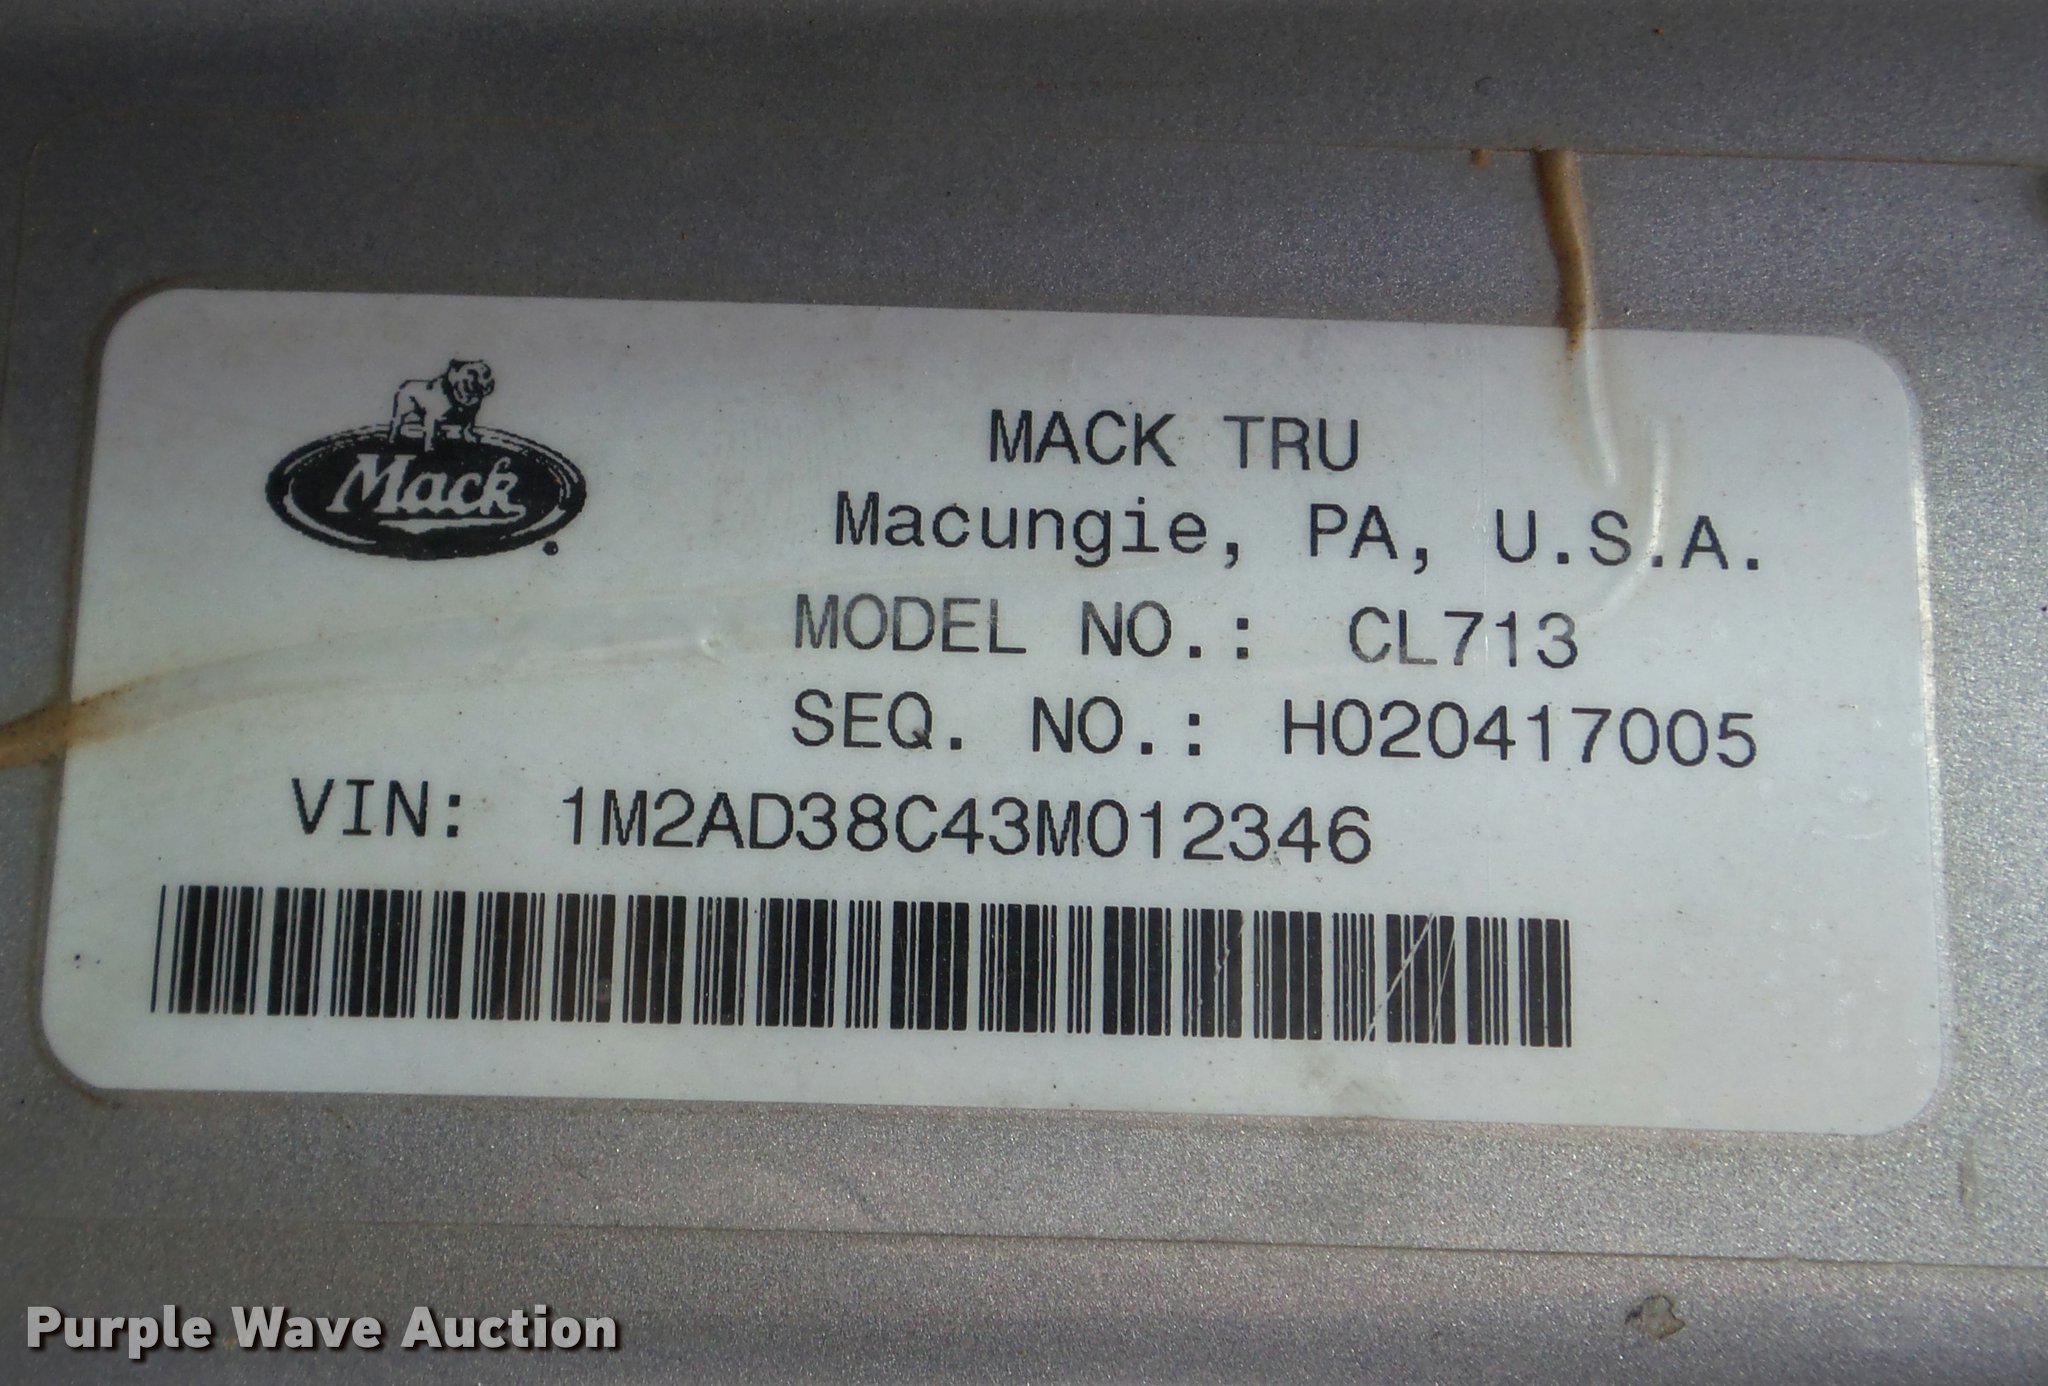 Mack
MACK TRU
Macungie, PA, U.S.A.
MODEL NO.: CL713
SEQ. NO.: H020417005
VIN: 1M2AD38C43M012346
Purple Wave Auction